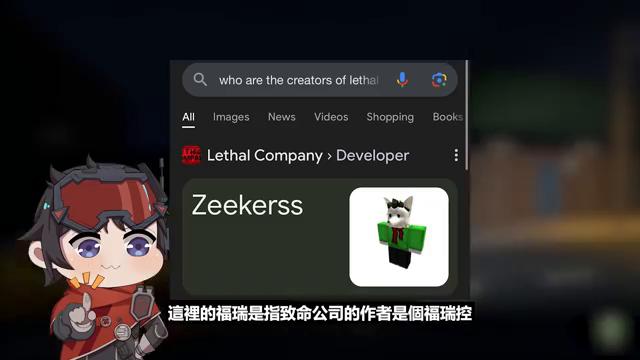 who are the creators of lethal
All Images News Videos Shopping Books
Lethal Company › Developer
Zeekerss
這裡的福瑞是指致命公司的作者是個福瑞控